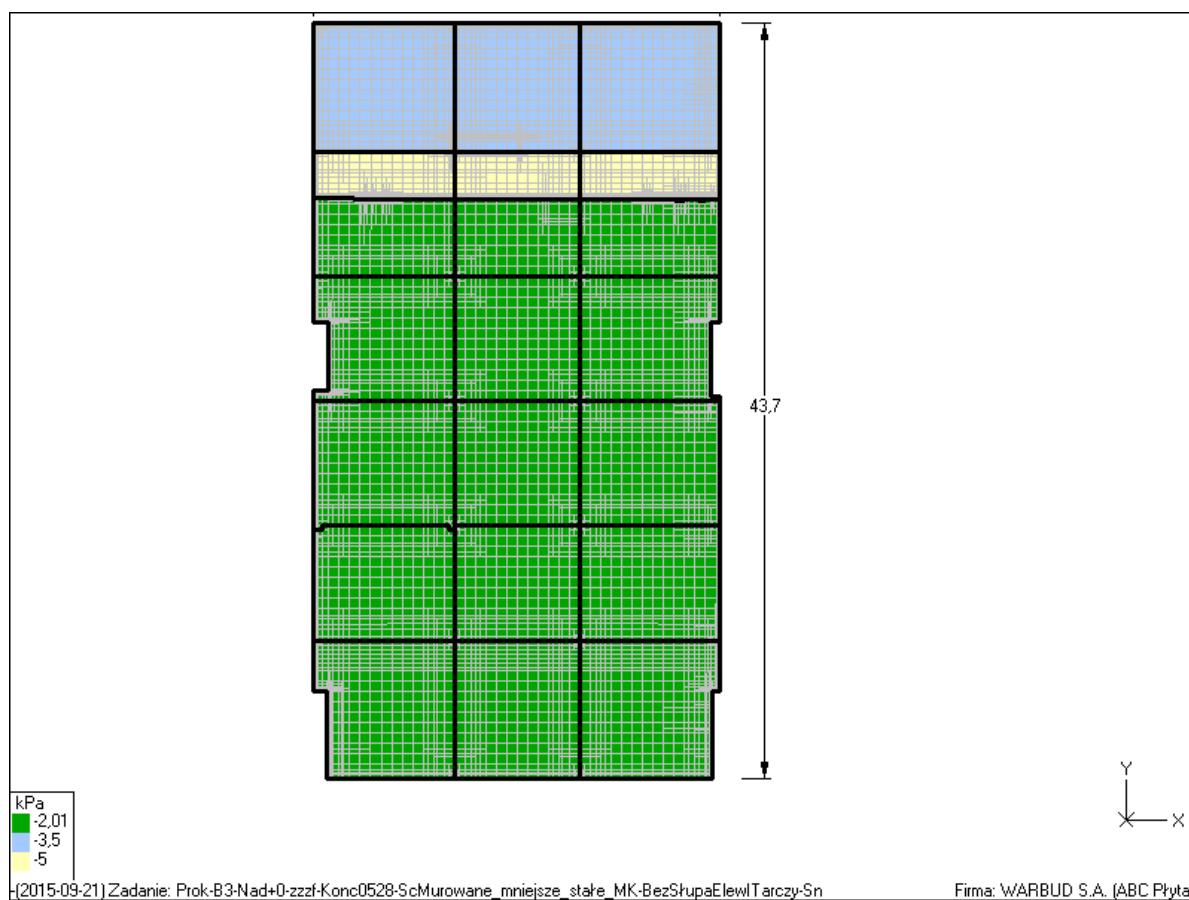 43,7
Y
X
kPa
-2,01
-3,5
-5
-(2015-09-21) Zadanie: Prok-B3-Nad+0-zzzf-Konc0528-ScMurowane_mniejsze_stałe_MK-BezSłupaElewITarczy-Sn
Firma: WARBUD S.A. (ABC Płyta